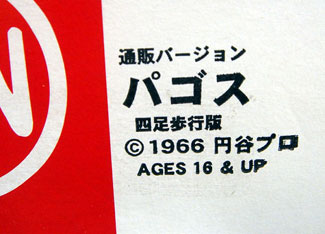 通販バージョン
パゴス
四足歩行版
©1966 円谷プロ
AGES 16 & UP